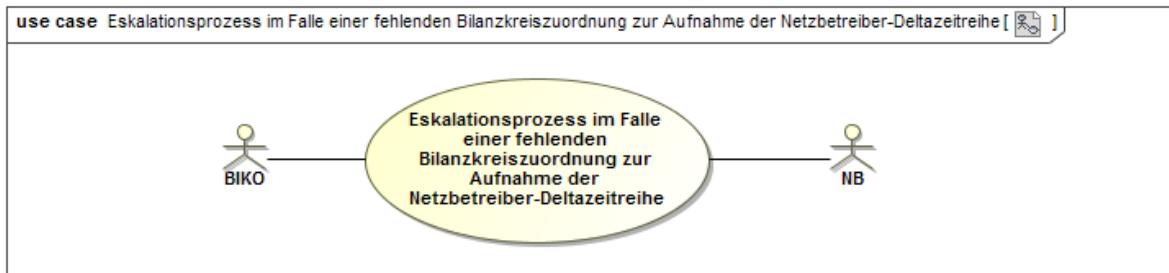 use case Eskalationsprozess im Falle einer fehlenden Bilanzkreiszuordnung zur Aufnahme der Netzbetreiber-Deltazeitreihe [ ]
Eskalationsprozess im Falle
einer fehlenden
Bilanzkreiszuordnung zur
Aufnahme der
Netzbetreiber-Deltazeitreihe
BIKO
NB